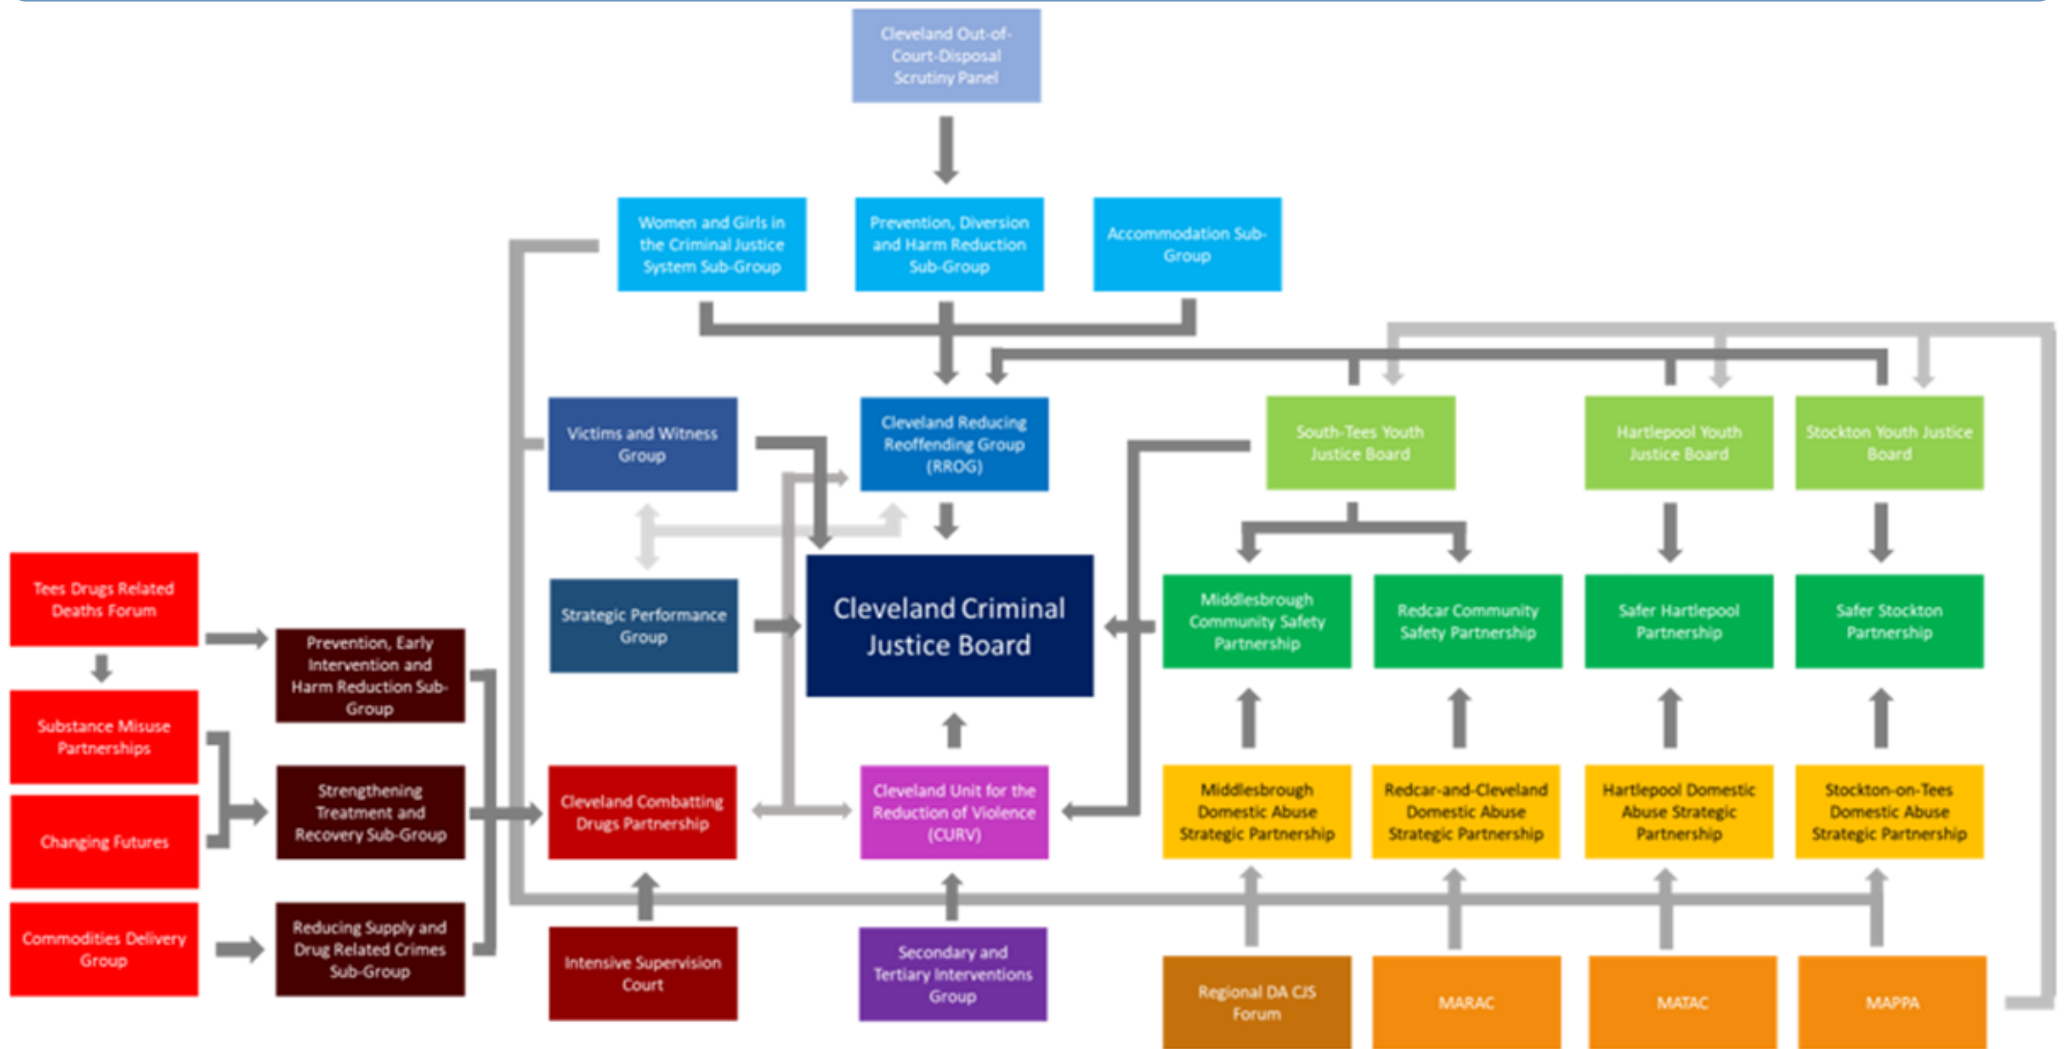 Cleveland Out-of-
Court-Disposal
Scrutiny Panel
Women and Girls in
the Criminal Justice
System Sub-Group
Prevention, Diversion
and Harm Reduction
Sub-Group
Accommodation Sub-
Group
Victims and Witness
Group
Cleveland Reducing
Reoffending Group
(RROG)
South-Tees Youth
Justice Board
Hartlepool Youth
Justice Board
Stockton Youth Justice
Board
Tees Drugs Related
Deaths Forum
Prevention, Early
Intervention and
Harm Reduction Sub-
Group
Strategic Performance
Group
Cleveland Criminal
Justice Board
Middlesbrough
Community Safety
Partnership
Redcar Community
Safety Partnership
Safer Hartlepool
Partnership
Safer Stockton
Partnership
Substance Misuse
Partnerships
Changing Futures
Strengthening
Treatment and
Recovery Sub-Group
Cleveland Combatting
Drugs Partnership
Cleveland Unit for the
Reduction of Violence
(CURV)
Middlesbrough
Domestic Abuse
Strategic Partnership
Redcar-and-Cleveland
Domestic Abuse
Strategic Partnership
Hartlepool Domestic
Abuse Strategic
Partnership
Stockton-on-Tees
Domestic Abuse
Strategic Partnership
Commodities Delivery
Group
Reducing Supply and
Drug Related Crimes
Sub-Group
Intensive Supervision
Court
Secondary and
Tertiary Interventions
Group
Regional DA CJS
Forum
MARAC
MATAC
MAPPA